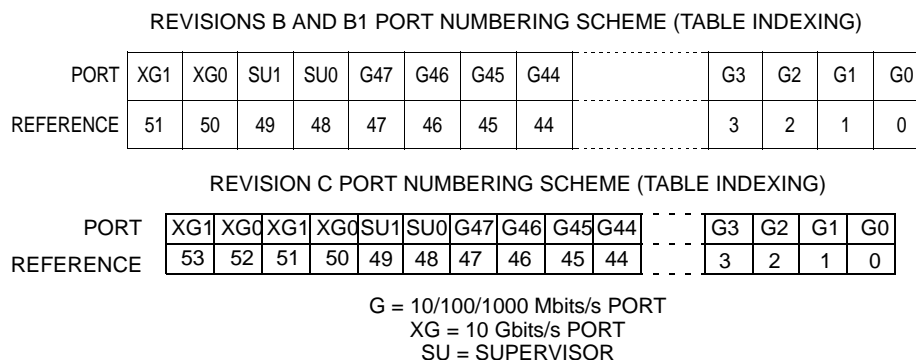 REVISIONS B AND B1 PORT NUMBERING SCHEME (TABLE INDEXING)
PORT XG1 XG0 SU1 SU0 G47 G46 G45 G44 G3 G2 G1 G0
REFERENCE 51 50 49 48 47 46 45 44 3 2 1 0
REVISION C PORT NUMBERING SCHEME (TABLE INDEXING)
PORT XG1 XG0 XG1 XG0 SU1 SU0 G47 G46 G45 G44 G3 G2 G1 G0
REFERENCE 53 52 51 50 49 48 47 46 45 44 3 2 1 0
G = 10/100/1000 Mbits/s PORT
XG = 10 Gbits/s PORT
SU = SUPERVISOR